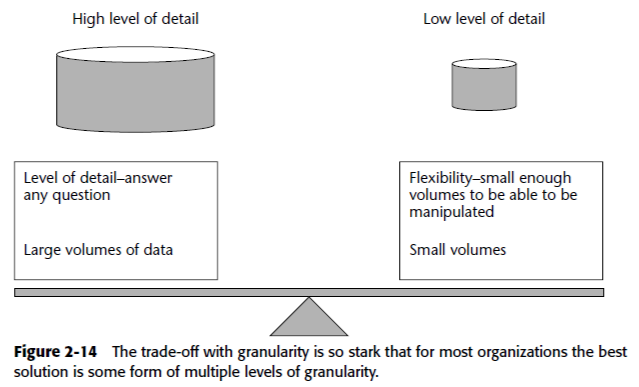 High level of detail
Low level of detail
Level of detail–answer
any question
Large volumes of data
Flexibility–small enough
volumes to be able to be
manipulated
Small volumes
Figure 2-14 The trade-off with granularity is so stark that for most organizations the best
solution is some form of multiple levels of granularity.